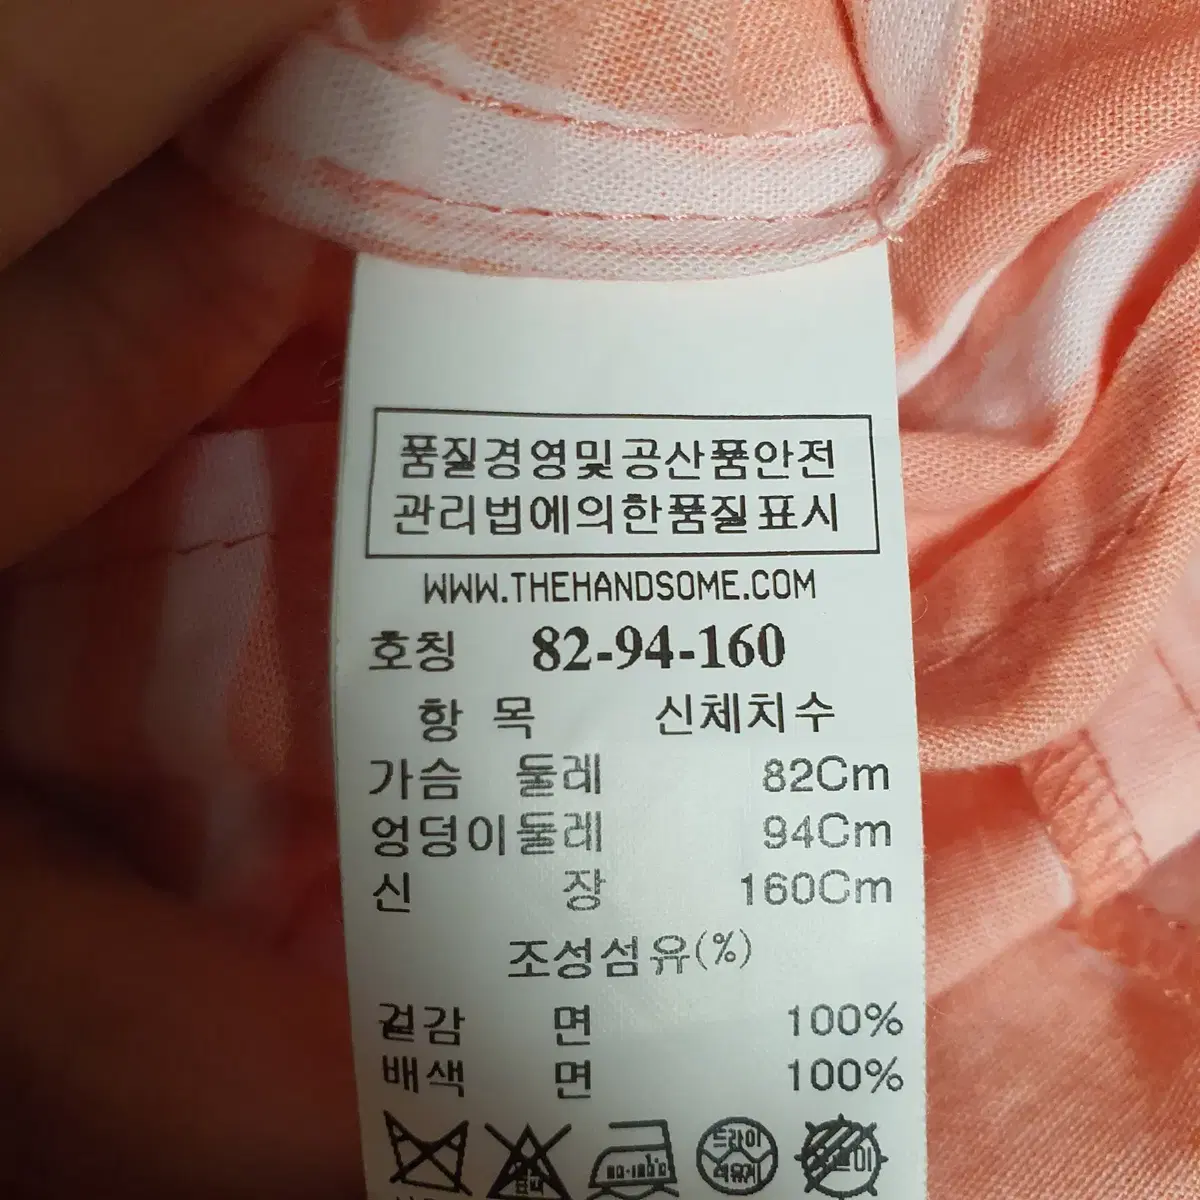 품질경영및공산품안전
관리법에의한품질표시
WWW.THEHANDSOME.COM
호칭 82-94-160
항 목 신체치수
가슴 둘레 82Cm
엉덩이둘레 94Cm
신 장 160Cm
조성섬유(%)
겉감 면 100%
배색 면 100%
드라이